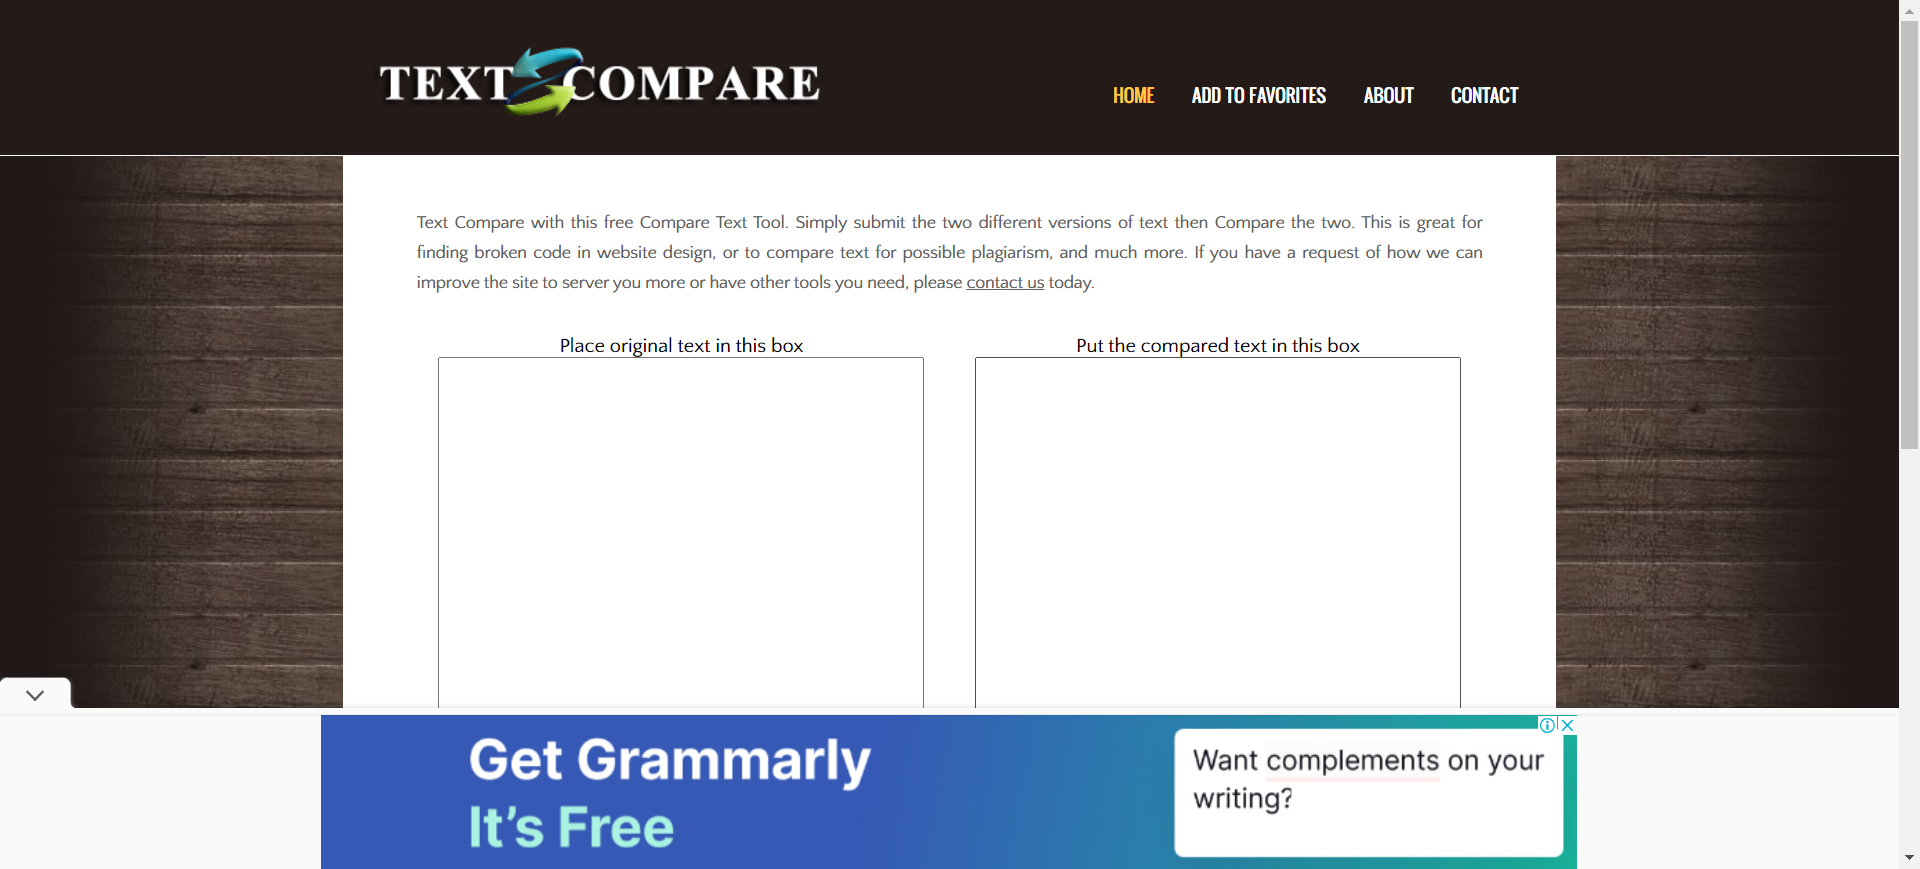 TEXT COMPARE
HOME ADD TO FAVORITES ABOUT CONTACT
Text Compare with this free Compare Text Tool. Simply submit the two different versions of text then Compare the two. This is great for
finding broken code in website design, or to compare text for possible plagiarism, and much more. If you have a request of how we can
improve the site to server you more or have other tools you need, please contact us today.
Place original text in this box
Put the compared text in this box
Get Grammarly
It's Free
Want complements on your
writing?